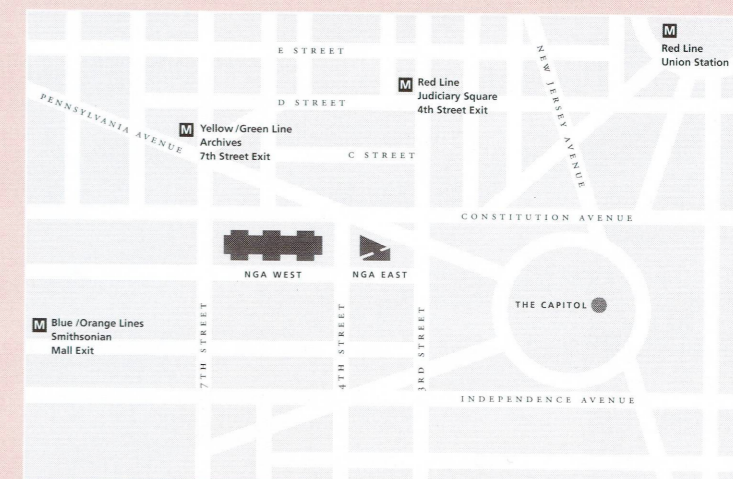 E STREET
D STREET
C STREET
PENNSYLVANIA AVENUE
NEW JERSEY AVENUE
M
Red Line
Union Station
M
Red Line
Judiciary Square
4th Street Exit
M
Yellow/Green Line
Archives
7th Street Exit
CONSTITUTION AVENUE
NGA WEST
NGA EAST
THE CAPITOL
M
Blue/Orange Lines
Smithsonian
Mall Exit
7TH STREET
4TH STREET
3RD STREET
INDEPENDENCE AVENUE